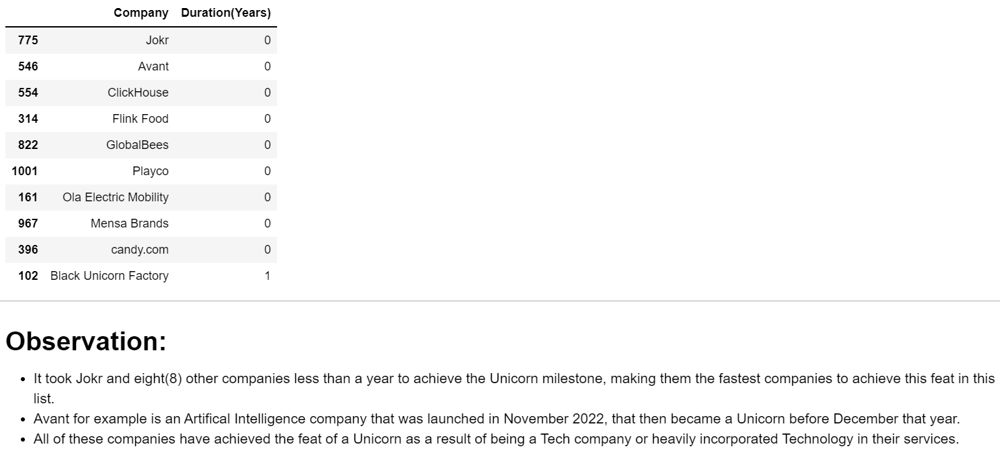 Company Duration(Years)
775 Jokr 0
546 Avant 0
554 ClickHouse 0
314 Flink Food 0
822 GlobalBees 0
1001 Playco 0
161 Ola Electric Mobility 0
967 Mensa Brands 0
396 candy.com 0
102 Black Unicorn Factory 1
Observation:
• It took Jokr and eight(8) other companies less than a year to achieve the Unicorn milestone, making them the fastest companies to achieve this feat in this
list.
• Avant for example is an Artifical Intelligence company that was launched in November 2022, that then became a Unicorn before December that year.
• All of these companies have achieved the feat of a Unicorn as a result of being a Tech company or heavily incorporated Technology in their services.